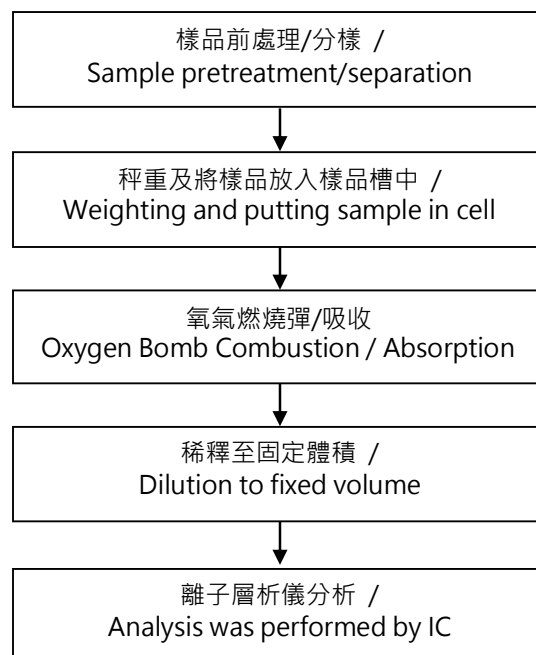 樣品前處理/分樣 /
Sample pretreatment/separation
秤重及將樣品放入樣品槽中 /
Weighting and putting sample in cell
氧氣燃燒彈/吸收
Oxygen Bomb Combustion / Absorption
稀釋至固定體積 /
Dilution to fixed volume
離子層析儀分析 /
Analysis was performed by IC